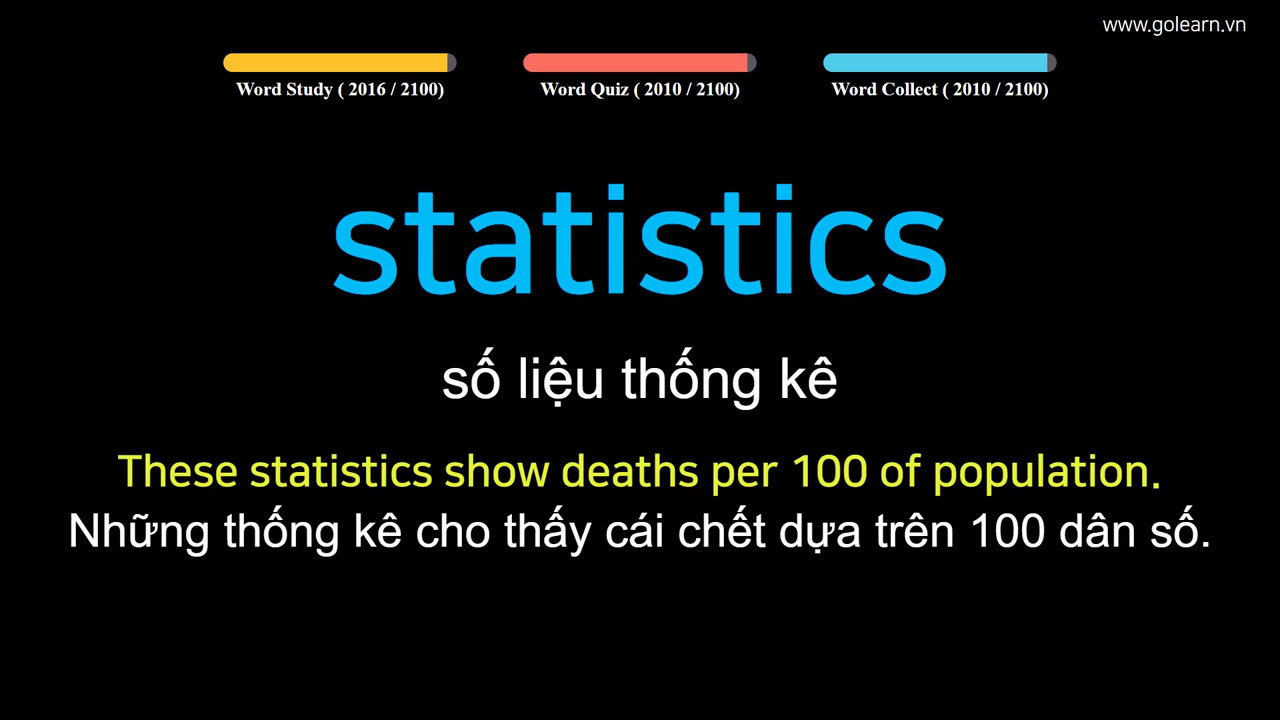 www.golearn.vn
Word Study ( 2016 / 2100)
Word Quiz ( 2010 / 2100)
Word Collect ( 2010 / 2100)
statistics
số liệu thống kê
These statistics show deaths per 100 of population.
Những thống kê cho thấy cái chết dựa trên 100 dân số.